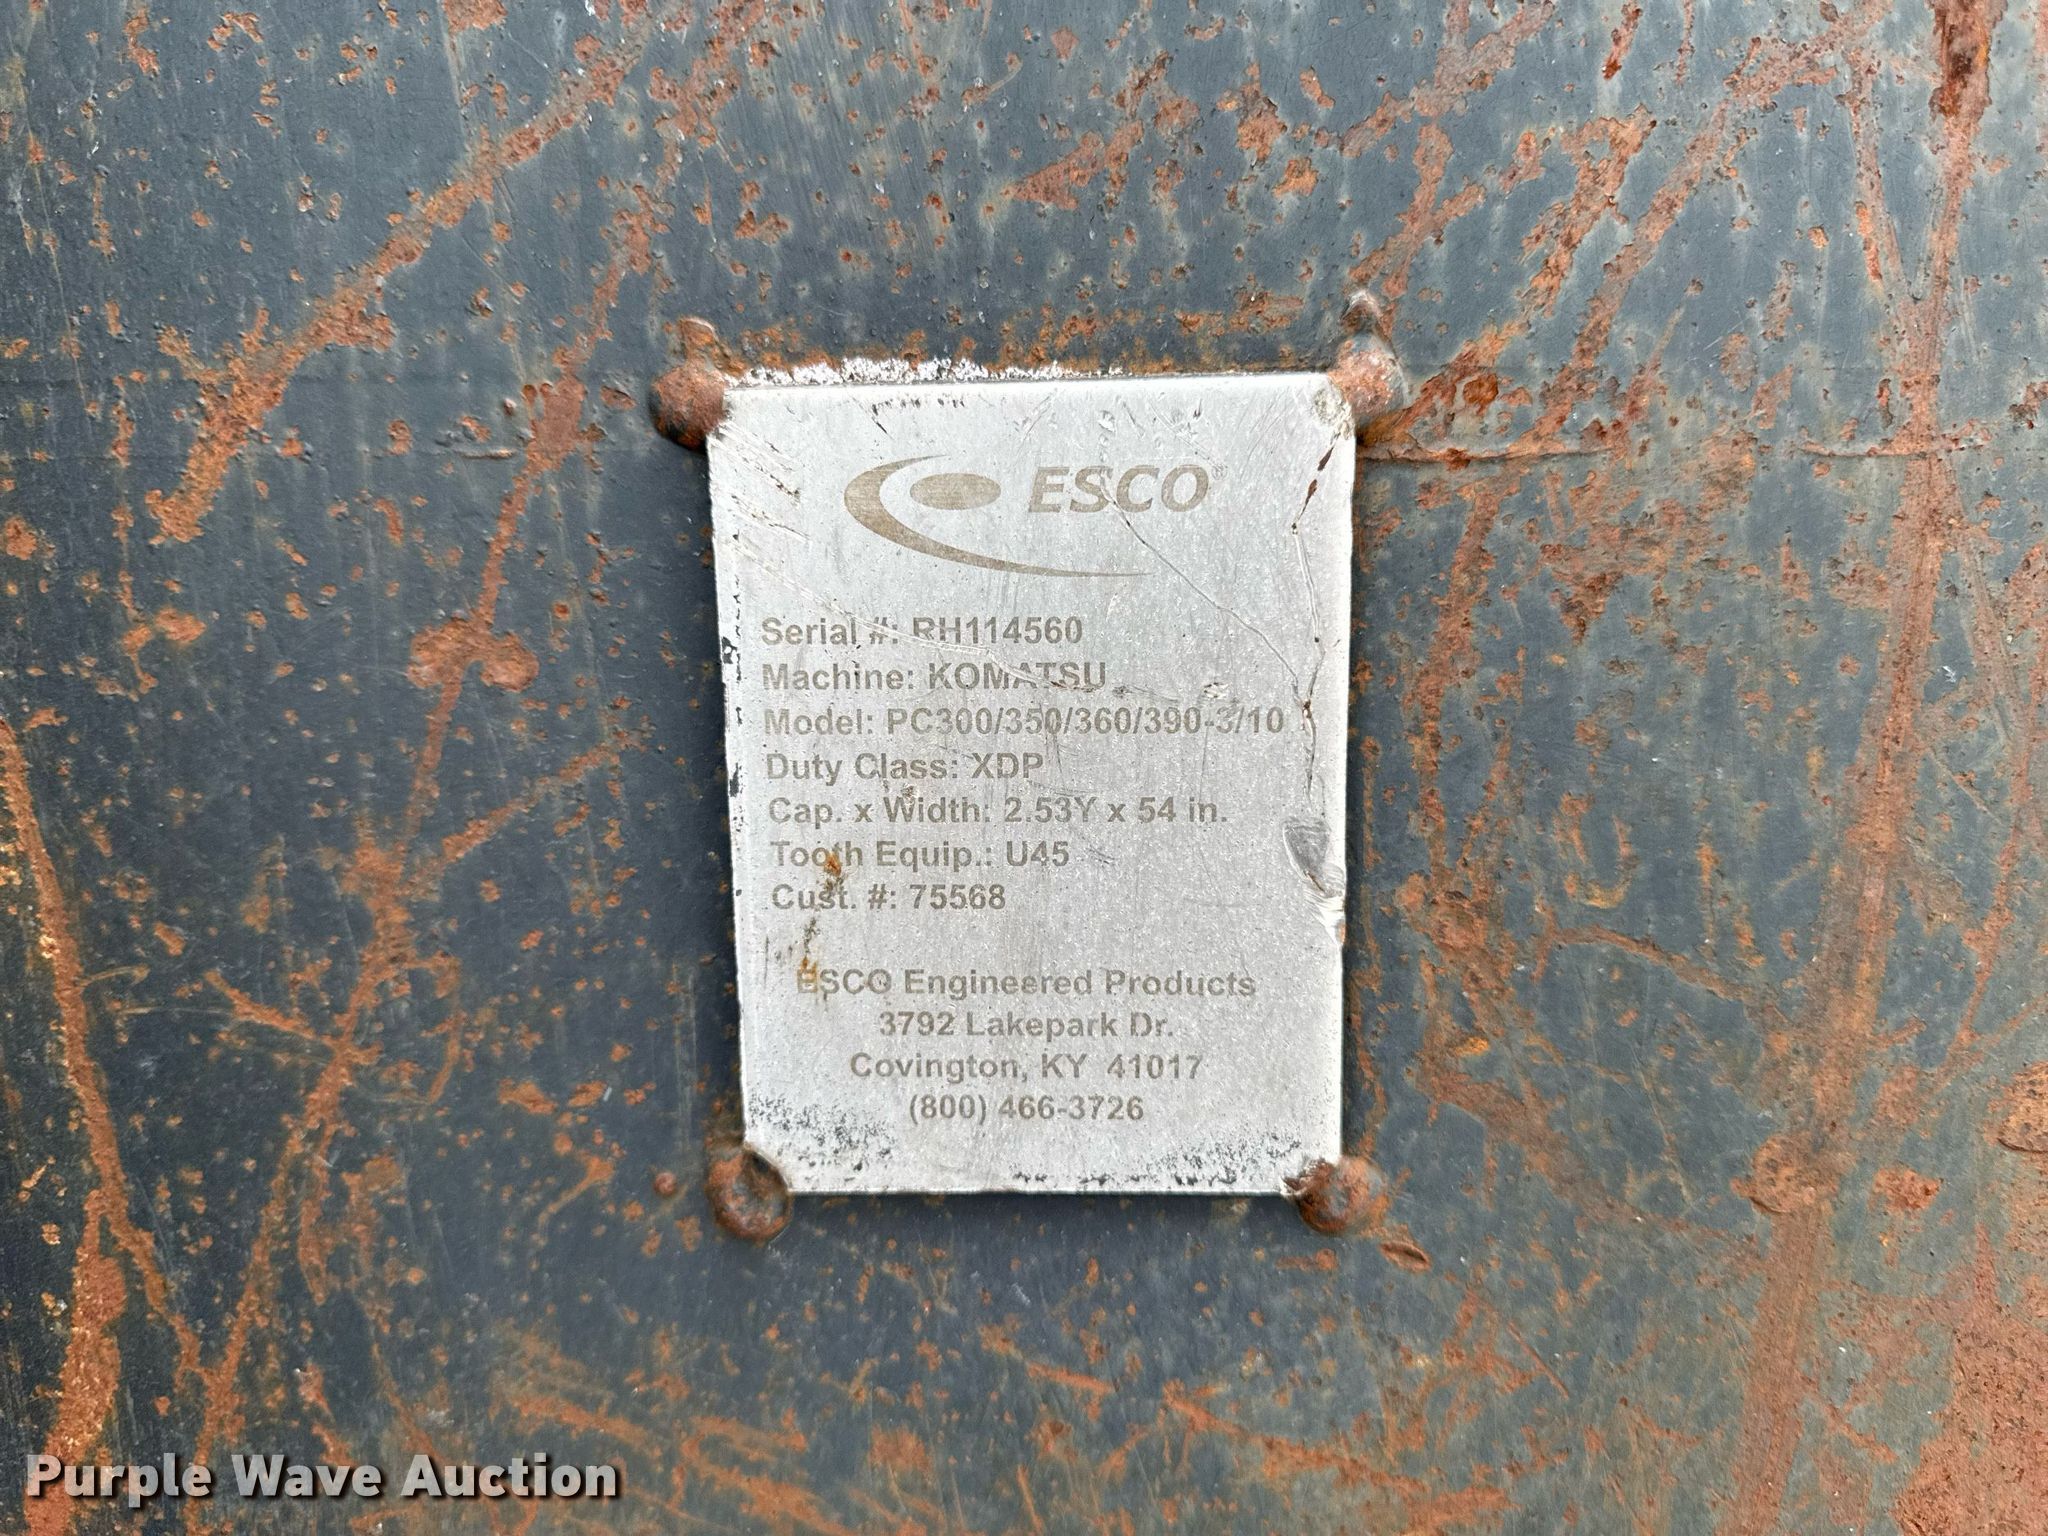 ESCO®
Serial #: RH114560
Machine: KOMATSU
Model: PC300/350/360/390-3/10
Duty Class: XDP
Cap. x Width: 2.53Y x 54 in.
Tooth Equip.: U45
Cust. #: 75568
ESCO Engineered Products
3792 Lakepark Dr.
Covington, KY 41017
(800) 466-3726
Purple Wave Auction